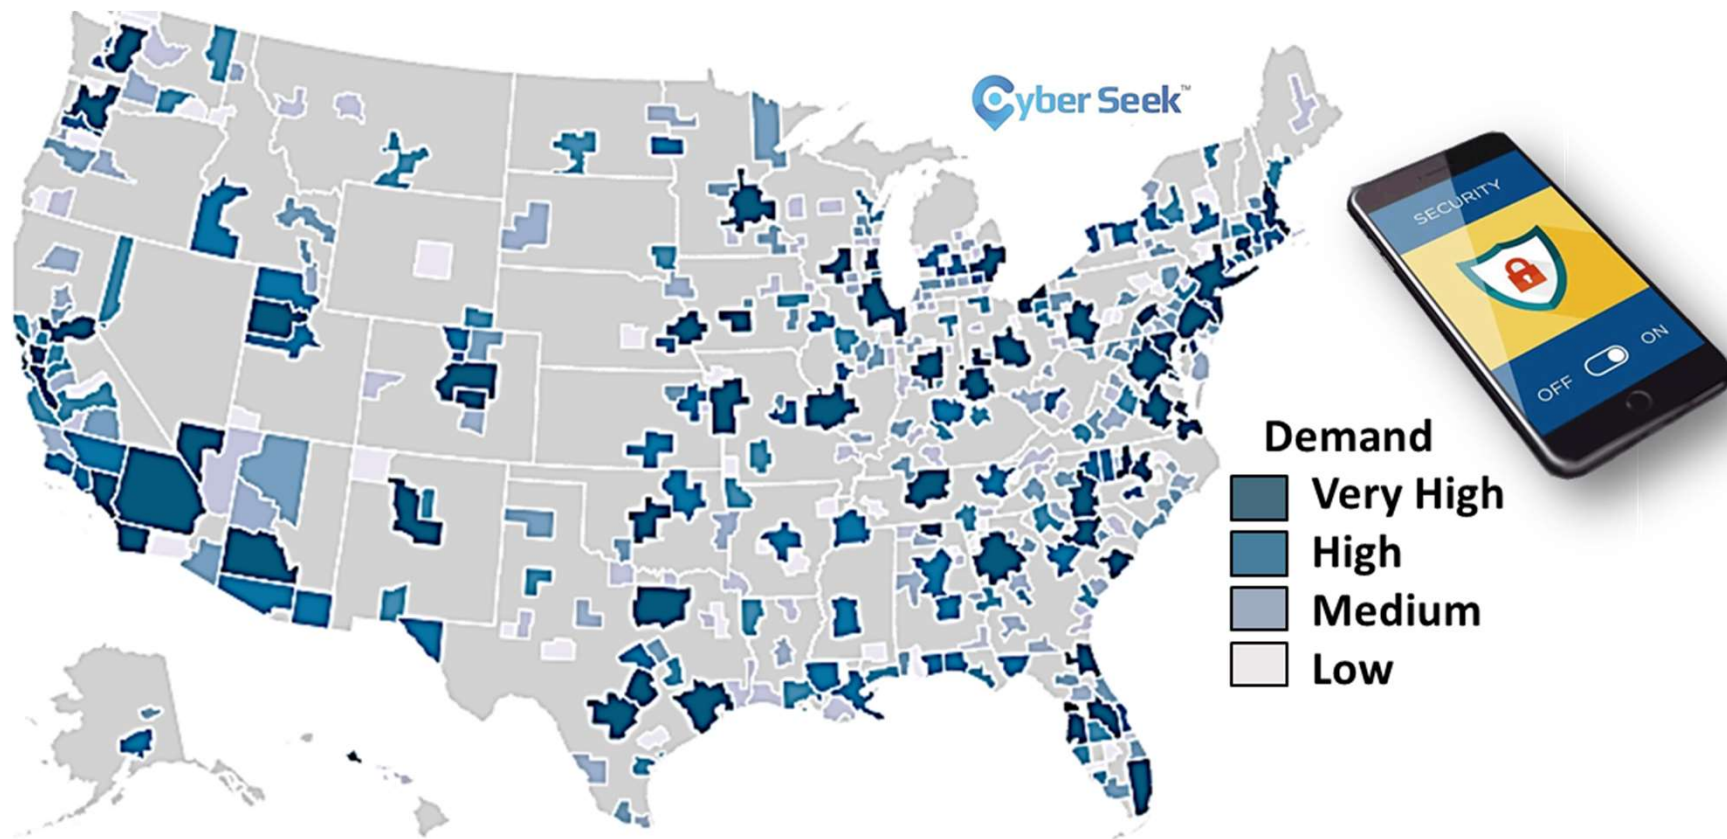 Cyber Seek™
SECURITY
OFF
ON
Demand
Very High
High
Medium
Low